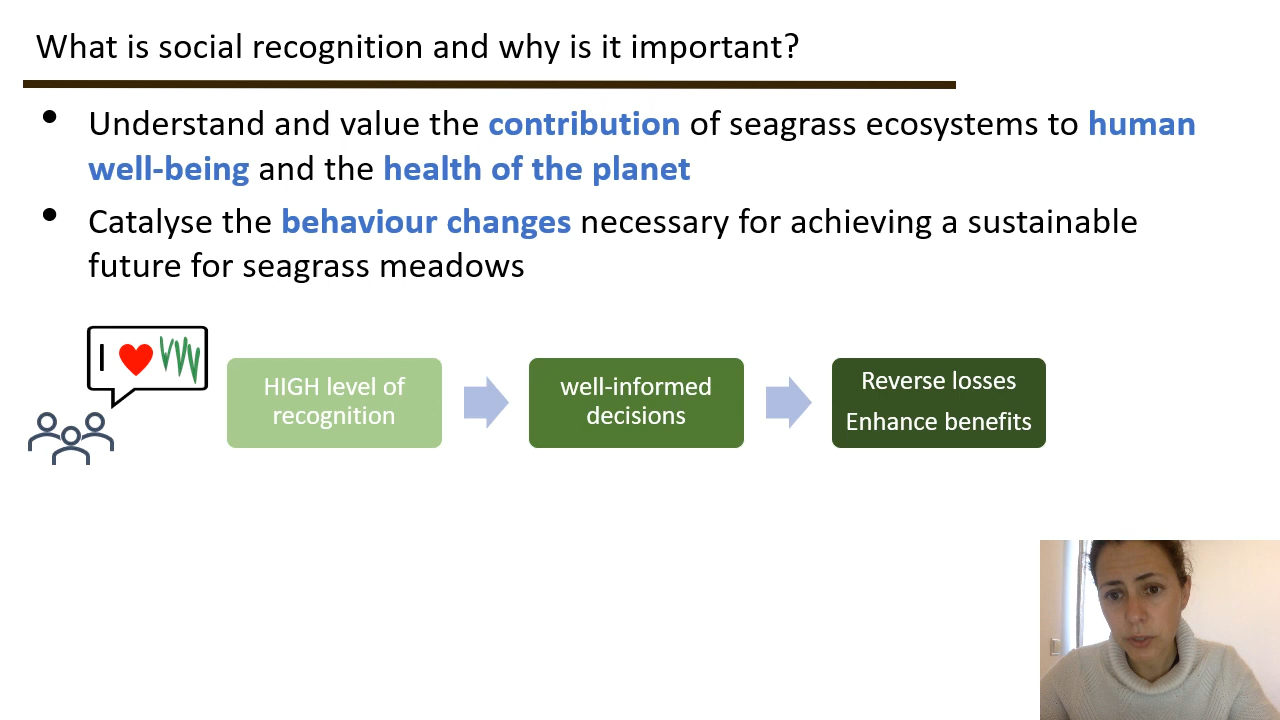 What is social recognition and why is it important?
• Understand and value the contribution of seagrass ecosystems to human
well-being and the health of the planet
• Catalyse the behaviour changes necessary for achieving a sustainable
future for seagrass meadows
I
HIGH level of
recognition
well-informed
decisions
Reverse losses
Enhance benefits